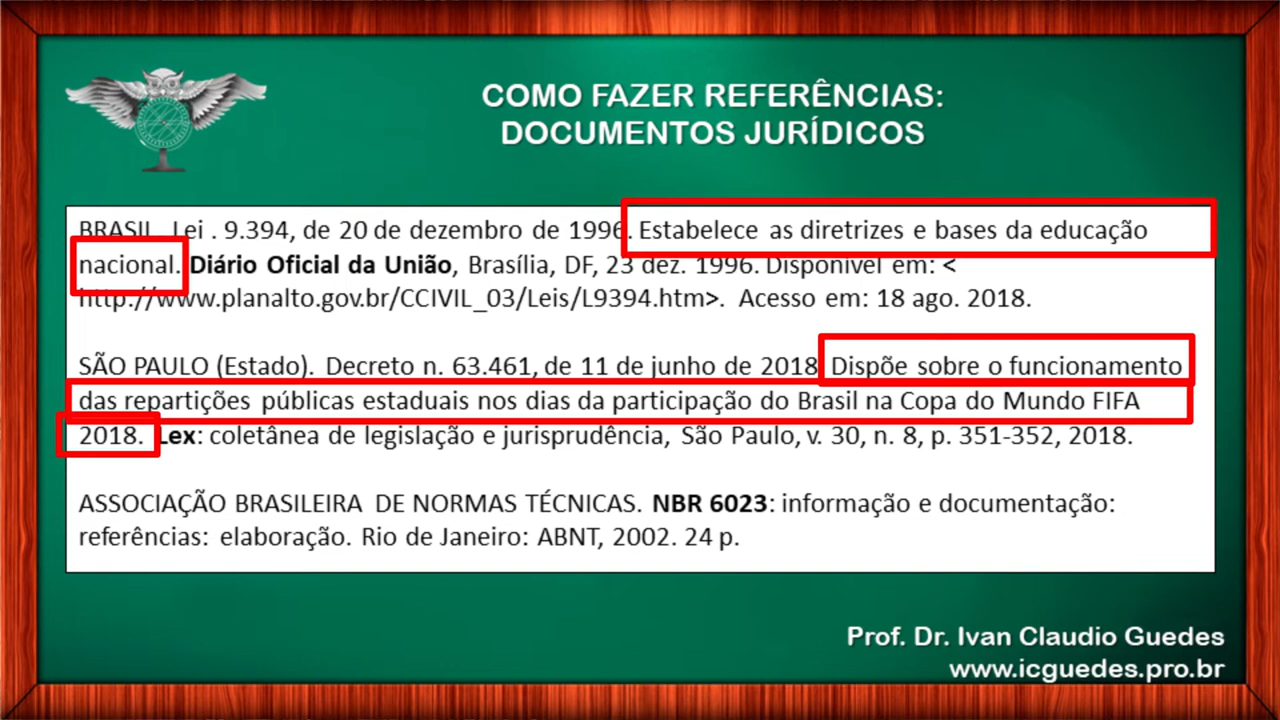 COMO FAZER REFERÊNCIAS:
DOCUMENTOS JURÍDICOS
BRASIL. Lei . 9.394, de 20 de dezembro de 1996. Estabelece as diretrizes e bases da educação
nacional. Diário Oficial da União, Brasília, DF, 23 dez. 1996. Disponível em: <
http://www.planalto.gov.br/CCIVIL_03/Leis/L9394.htm>. Acesso em: 18 ago. 2018.
SÃO PAULO (Estado). Decreto n. 63.461, de 11 de junho de 2018. Dispõe sobre o funcionamento
das repartições públicas estaduais nos dias da participação do Brasil na Copa do Mundo FIFA
2018. Lex: coletânea de legislação e jurisprudência, São Paulo, v. 30, n. 8, p. 351-352, 2018.
ASSOCIAÇÃO BRASILEIRA DE NORMAS TÉCNICAS. NBR 6023: informação e documentação:
referências: elaboração. Rio de Janeiro: ABNT, 2002. 24 p.
Prof. Dr. Ivan Claudio Guedes
www.icguedes.pro.br